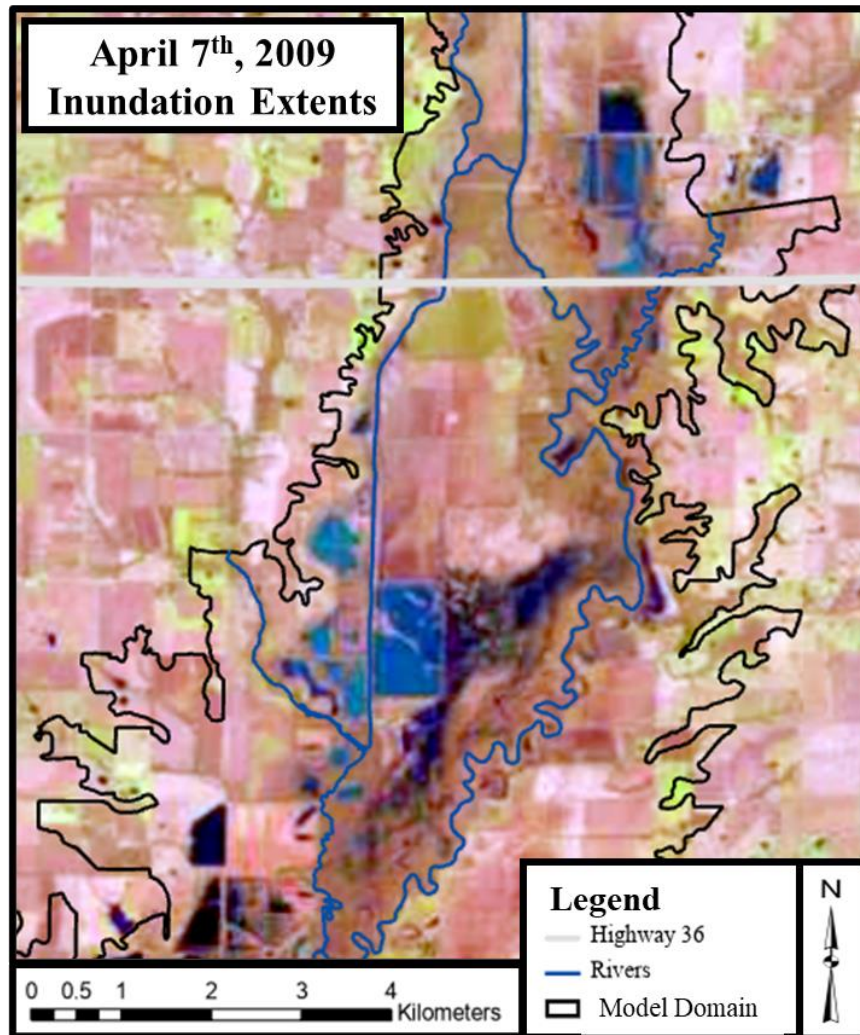 April 7th, 2009
Inundation Extents
Legend
Highway 36
Rivers
Model Domain
N
0 0.5 1 2 3 4
Kilometers